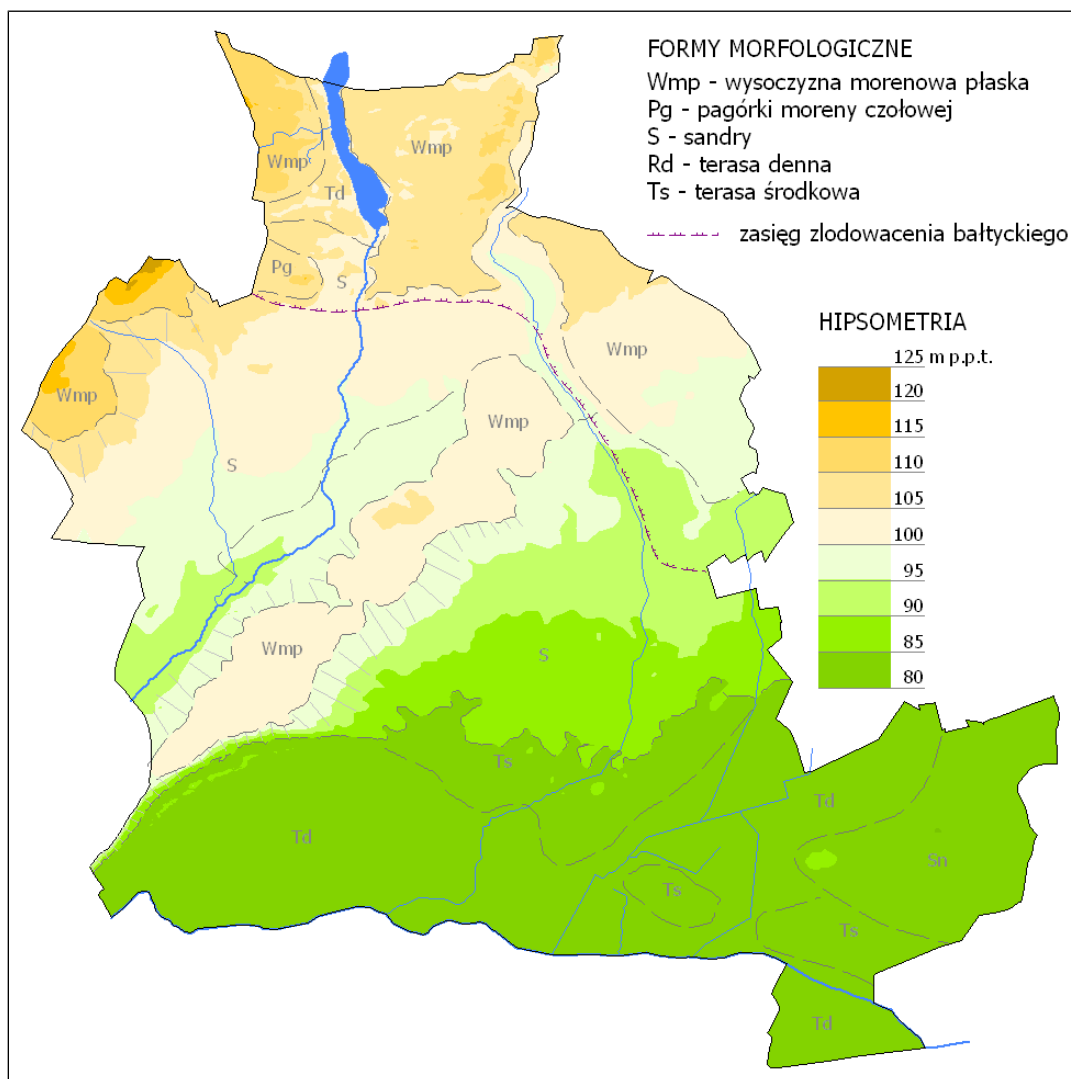 FORMY MORFOLOGICZNE
Wmp - wysoczyzna morenowa płaska
Pg - pagórki moreny czołowej
S - sandry
Rd - terasa denna
Ts - terasa środkowa
zasięg zlodowacenia bałtyckiego
HIPSOMETRIA
125 m p.p.t.
120
115
110
105
100
95
90
85
80
Wmp
Wmp
Td
Pg
S
Wmp
Wmp
Wmp
S
Wmp
S
Ts
Td
Td
Sn
Ts
Ts
Td